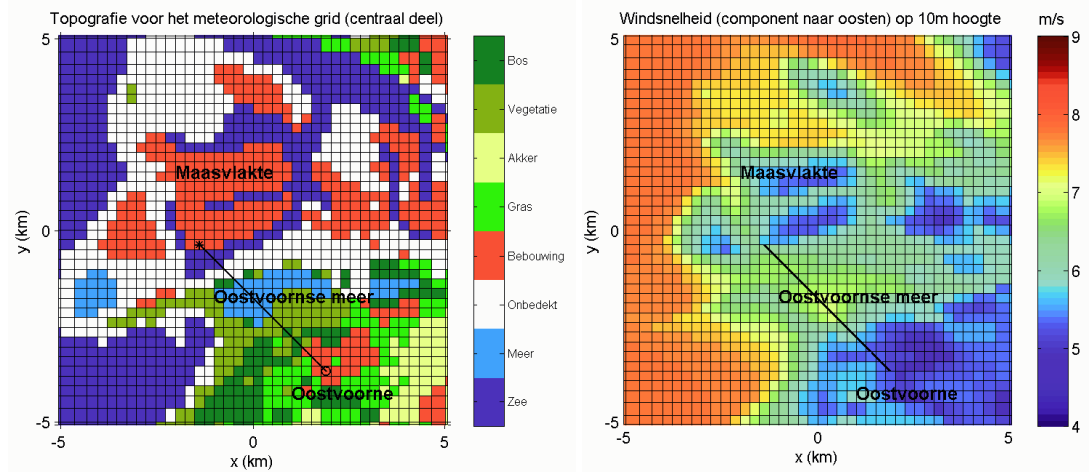 Topografie voor het meteorologische grid (centraal deel)
5
0
-5
y (km)
-5
0
5
x (km)
Maasvlakte
Oostvoornse meer
Oostvoorne
Bos
Vegetatie
Akker
Gras
Bebouwing
Onbedekt
Meer
Zee
Windsnelheid (component naar oosten) op 10m hoogte
m/s
5
0
-5
y (km)
-5
0
5
x (km)
Maasvlakte
Oostvoornse meer
Oostvoorne
9
8
7
6
5
4